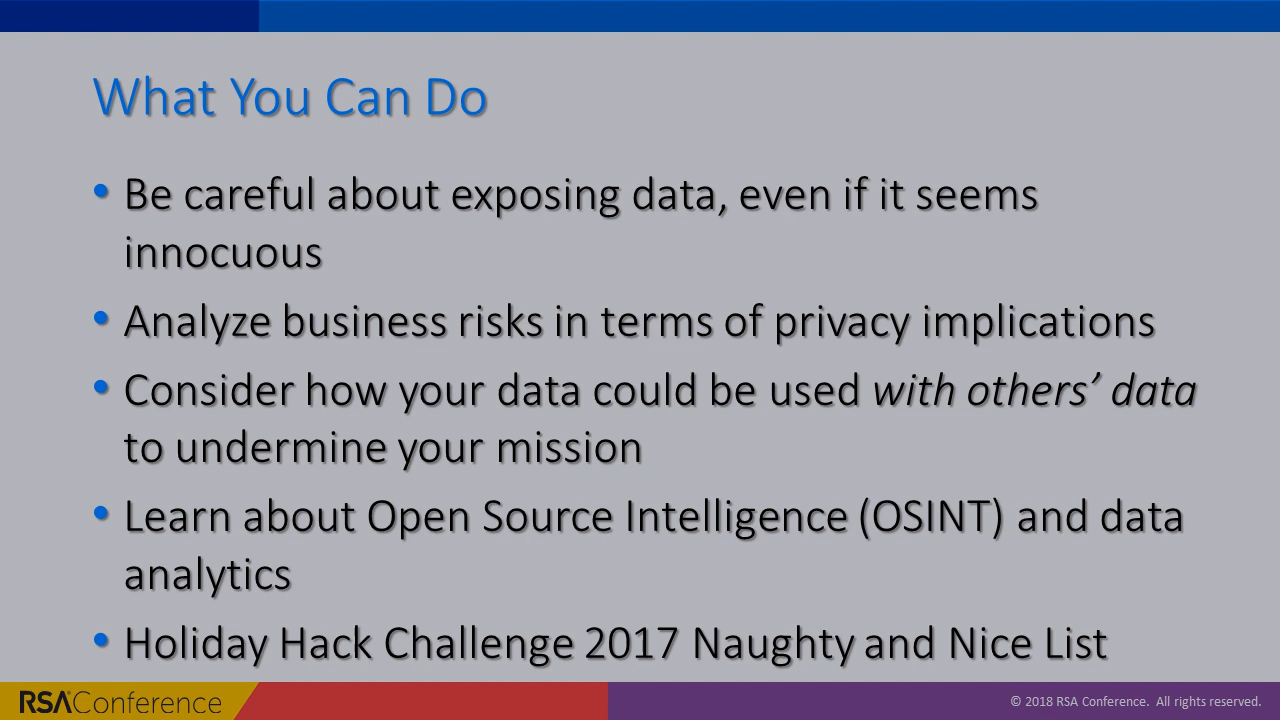 What You Can Do
• Be careful about exposing data, even if it seems
innocuous
• Analyze business risks in terms of privacy implications
• Consider how your data could be used with others’ data
to undermine your mission
• Learn about Open Source Intelligence (OSINT) and data
analytics
• Holiday Hack Challenge 2017 Naughty and Nice List
RSAConference
© 2018 RSA Conference. All rights reserved.